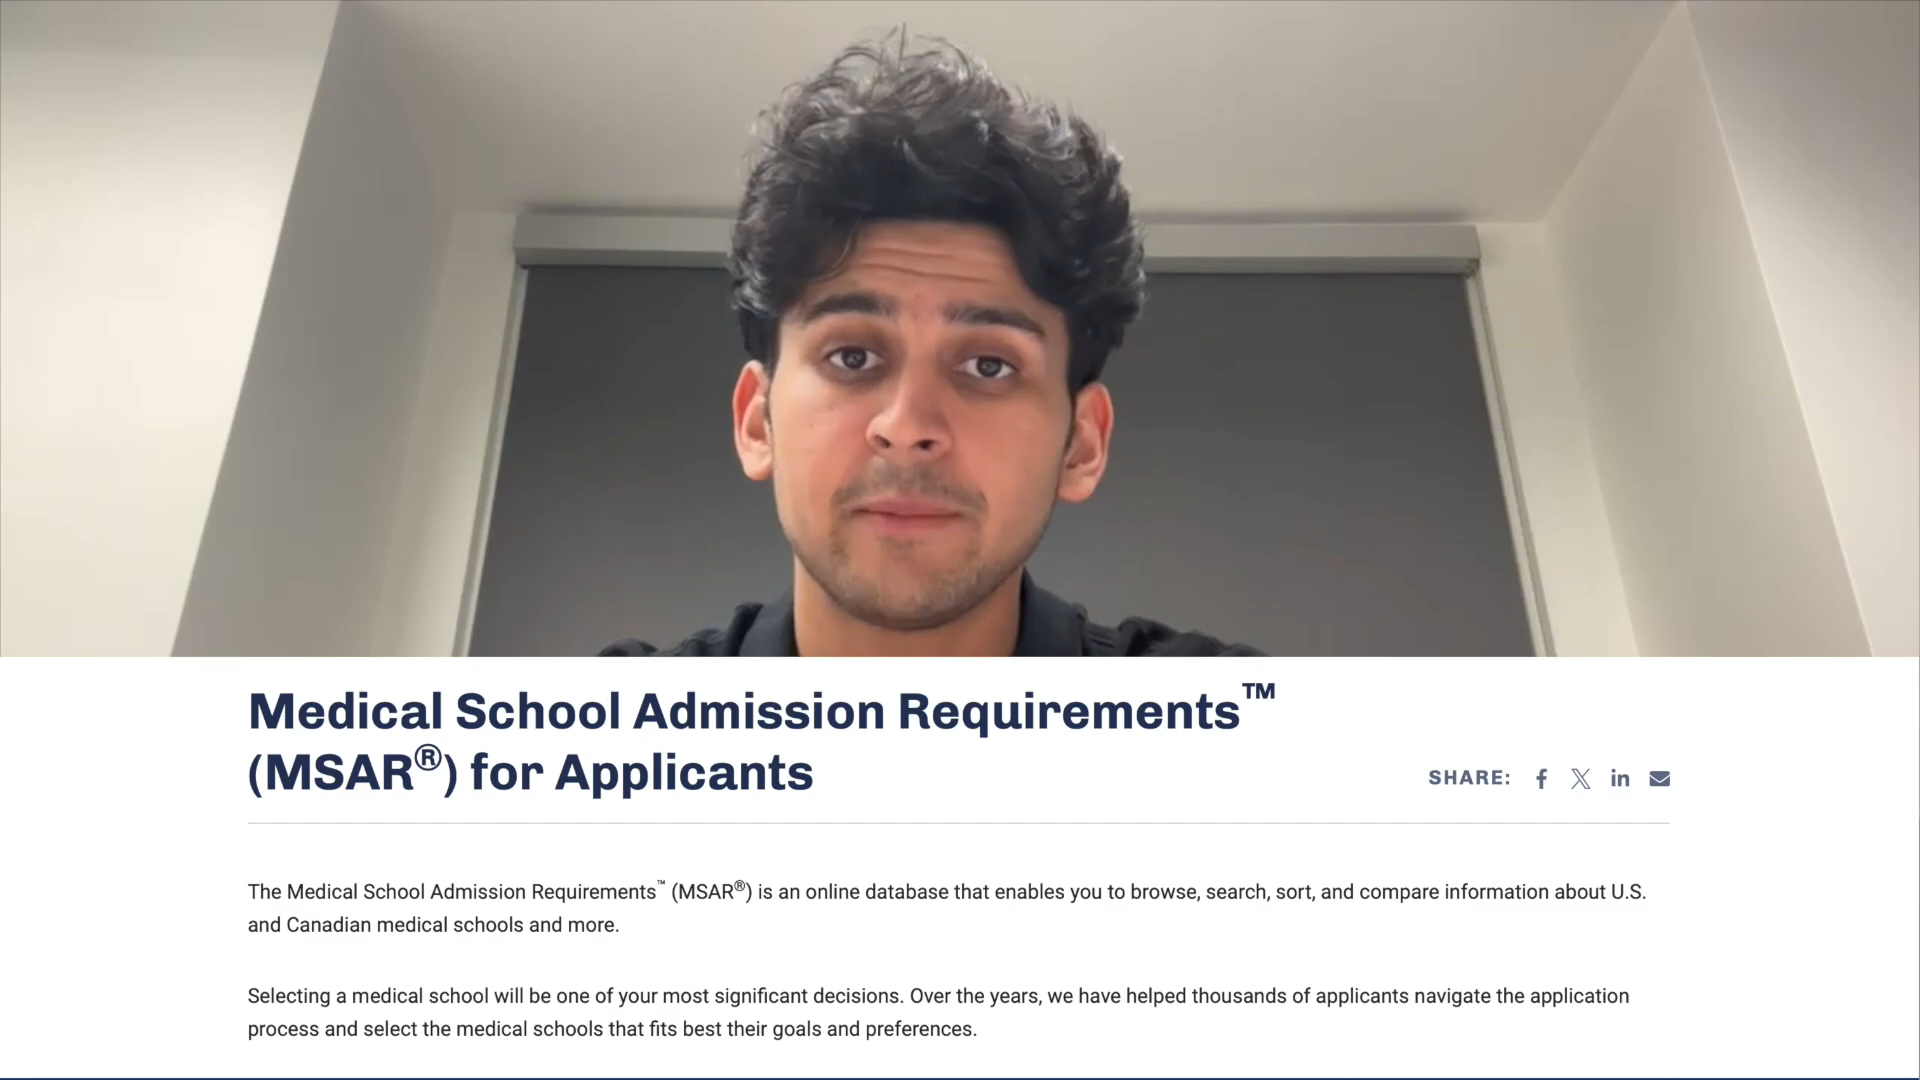 Medical School Admission Requirements™
(MSAR®) for Applicants
SHARE:
The Medical School Admission Requirements™ (MSAR®) is an online database that enables you to browse, search, sort, and compare information about U.S.
and Canadian medical schools and more.
Selecting a medical school will be one of your most significant decisions. Over the years, we have helped thousands of applicants navigate the application
process and select the medical schools that fits best their goals and preferences.